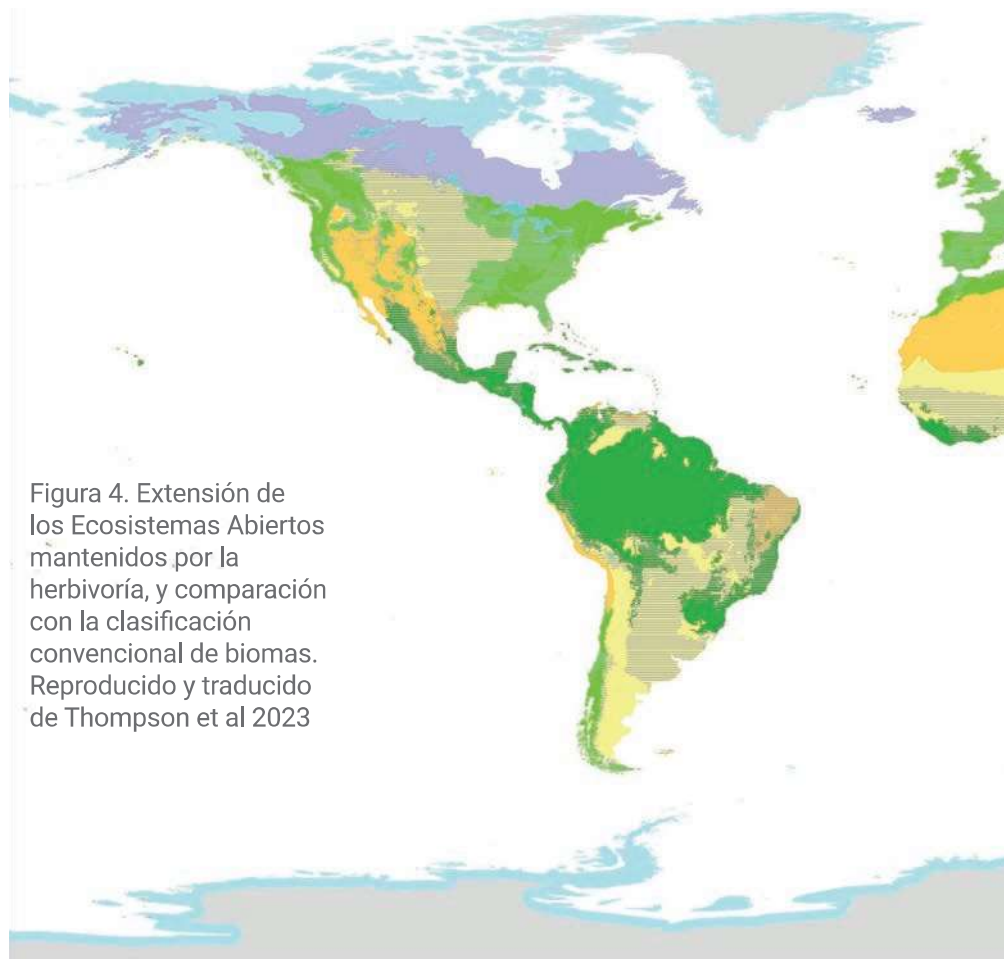 Figura 4. Extensión de
los Ecosistemas Abiertos
mantenidos por la
herbivoría, y comparación
con la clasificación
convencional de biomas.
Reproducido y traducido
de Thompson et al 2023